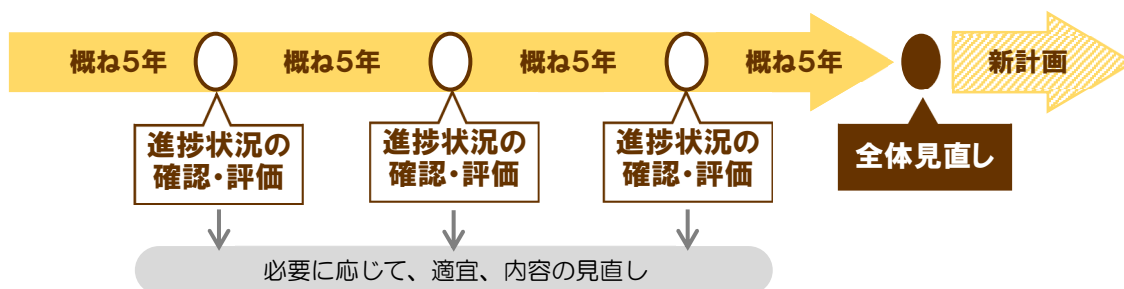 概ね5年
概ね5年
概ね5年
概ね5年
新計画
進捗状況の
確認・評価
進捗状況の
確認・評価
進捗状況の
確認・評価
全体見直し
必要に応じて、適宜、内容の見直し